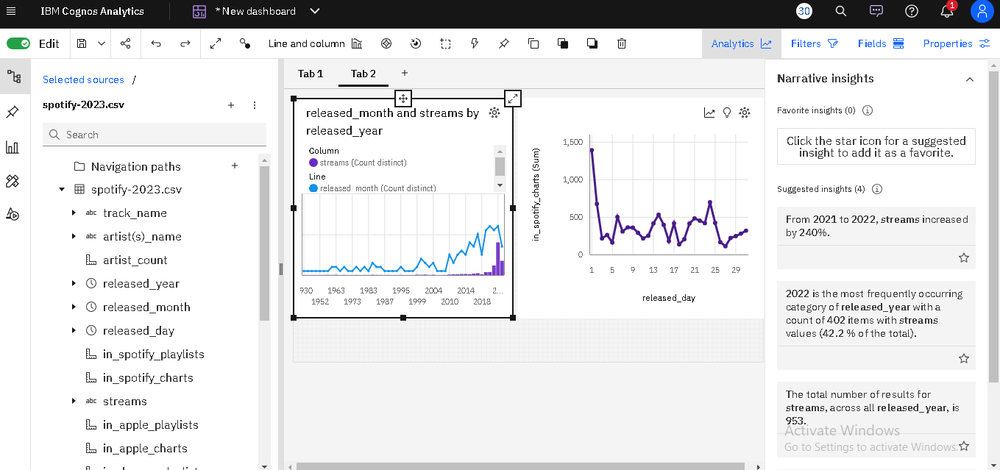 IBM Cognos Analytics
* New dashboard
30
1
Edit
Line and column
Analytics
Filters
Fields
Properties
Selected sources /
spotify-2023.csv
Search
Navigation paths
spotify-2023.csv
abc track_name
abc artist(s)_name
artist_count
released_year
released_month
released_day
in_spotify_playlists
in_spotify_charts
abc streams
in_apple_playlists
in_apple_charts
Tab 1
Tab 2
released_month and streams by
released_year
Column
streams (Count distinct)
Line
released_month (Count distinct)
930 1963 1983 1995 2004 2014 2...
1952 1973 1987 1999 2010 2018
in_spotify_charts (Sum)
1,500
1,000
500
0
1 5 9 13 17 21 25 29
released_day
Narrative insights
Favorite insights (0)
Click the star icon for a suggested
insight to add it as a favorite.
Suggested insights (4)
From 2021 to 2022, streams increased
by 240%.
2022 is the most frequently occurring
category of released_year with a
count of 402 items with streams
values (42.2 % of the total).
The total number of results for
streams, across all released_year, is
953.
Activate Windows
Go to Settings to activate Windows.